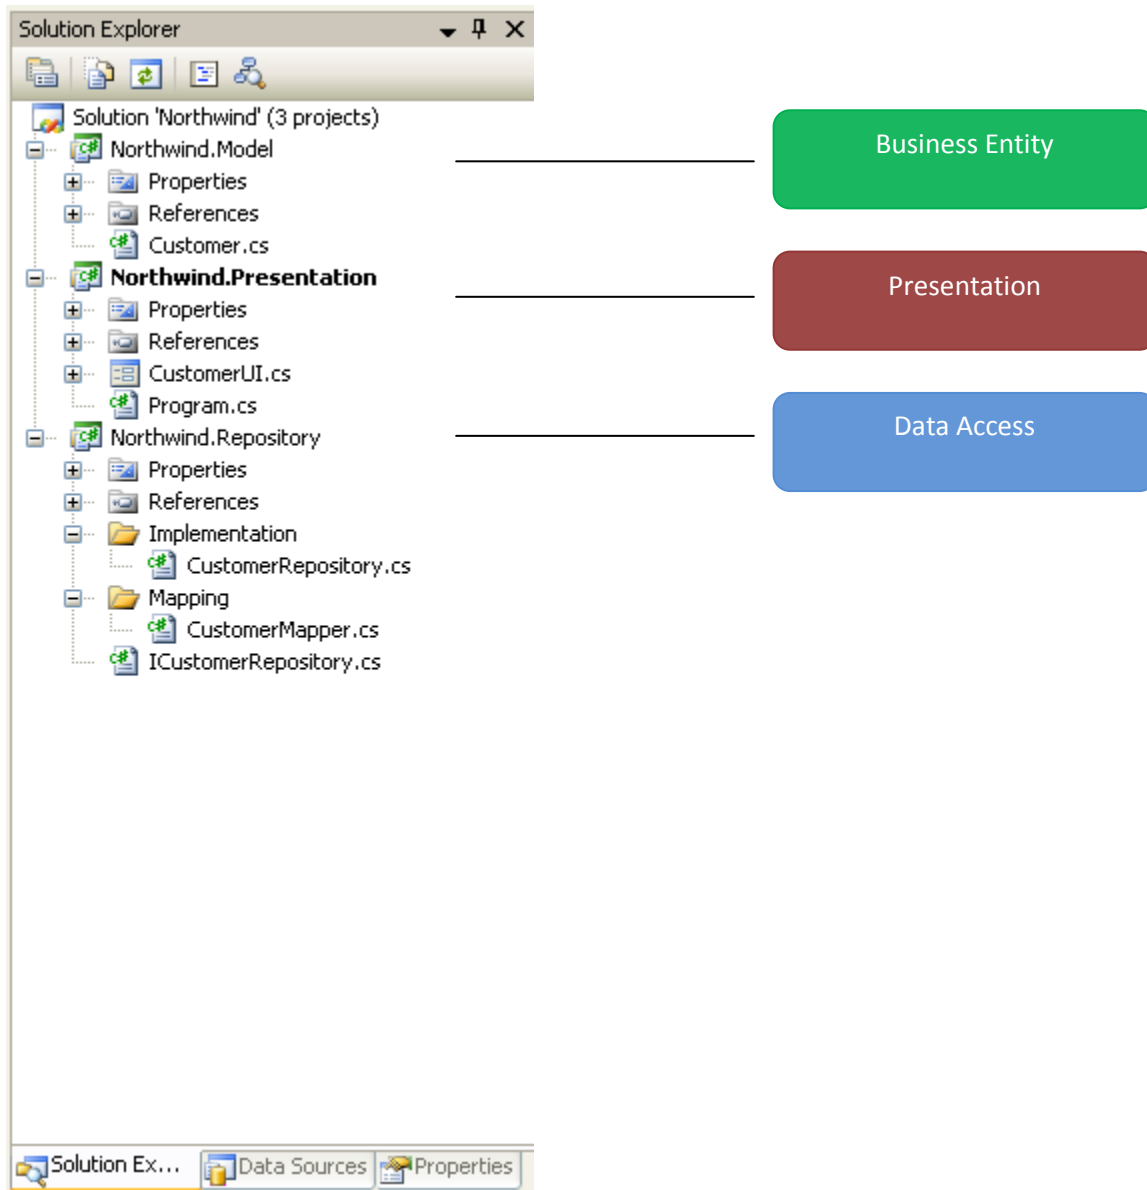 Solution Explorer
Solution 'Northwind' (3 projects)
Northwind.Model
Business Entity
Properties
References
Customer.cs
Northwind.Presentation
Presentation
Properties
References
CustomerUI.cs
Program.cs
Northwind.Repository
Data Access
Properties
References
Implementation
CustomerRepository.cs
Mapping
CustomerMapper.cs
ICustomerRepository.cs
Solution Ex... Data Sources Properties